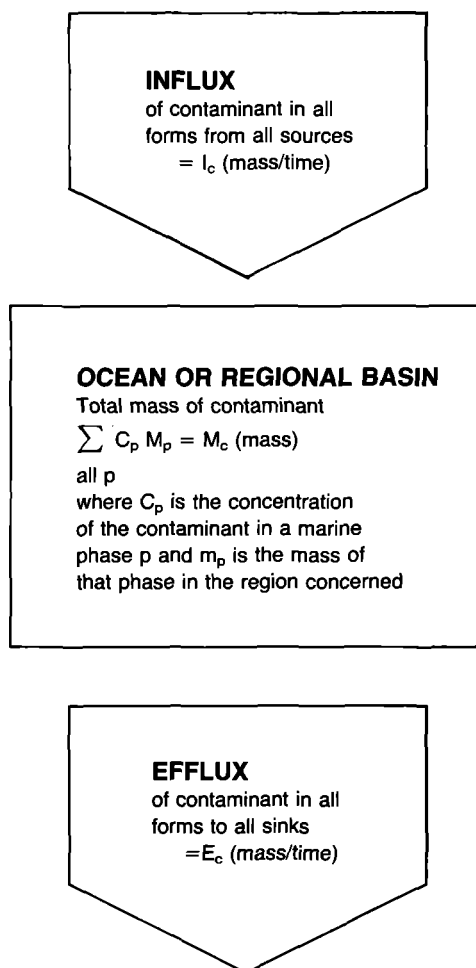 INFLUX
of contaminant in all
forms from all sources
= I_c (mass/time)
OCEAN OR REGIONAL BASIN
Total mass of contaminant
∑ C_p M_p = M_c (mass)
all p
where C_p is the concentration
of the contaminant in a marine
phase p and m_p is the mass of
that phase in the region concerned
EFFLUX
of contaminant in all
forms to all sinks
=E_c (mass/time)